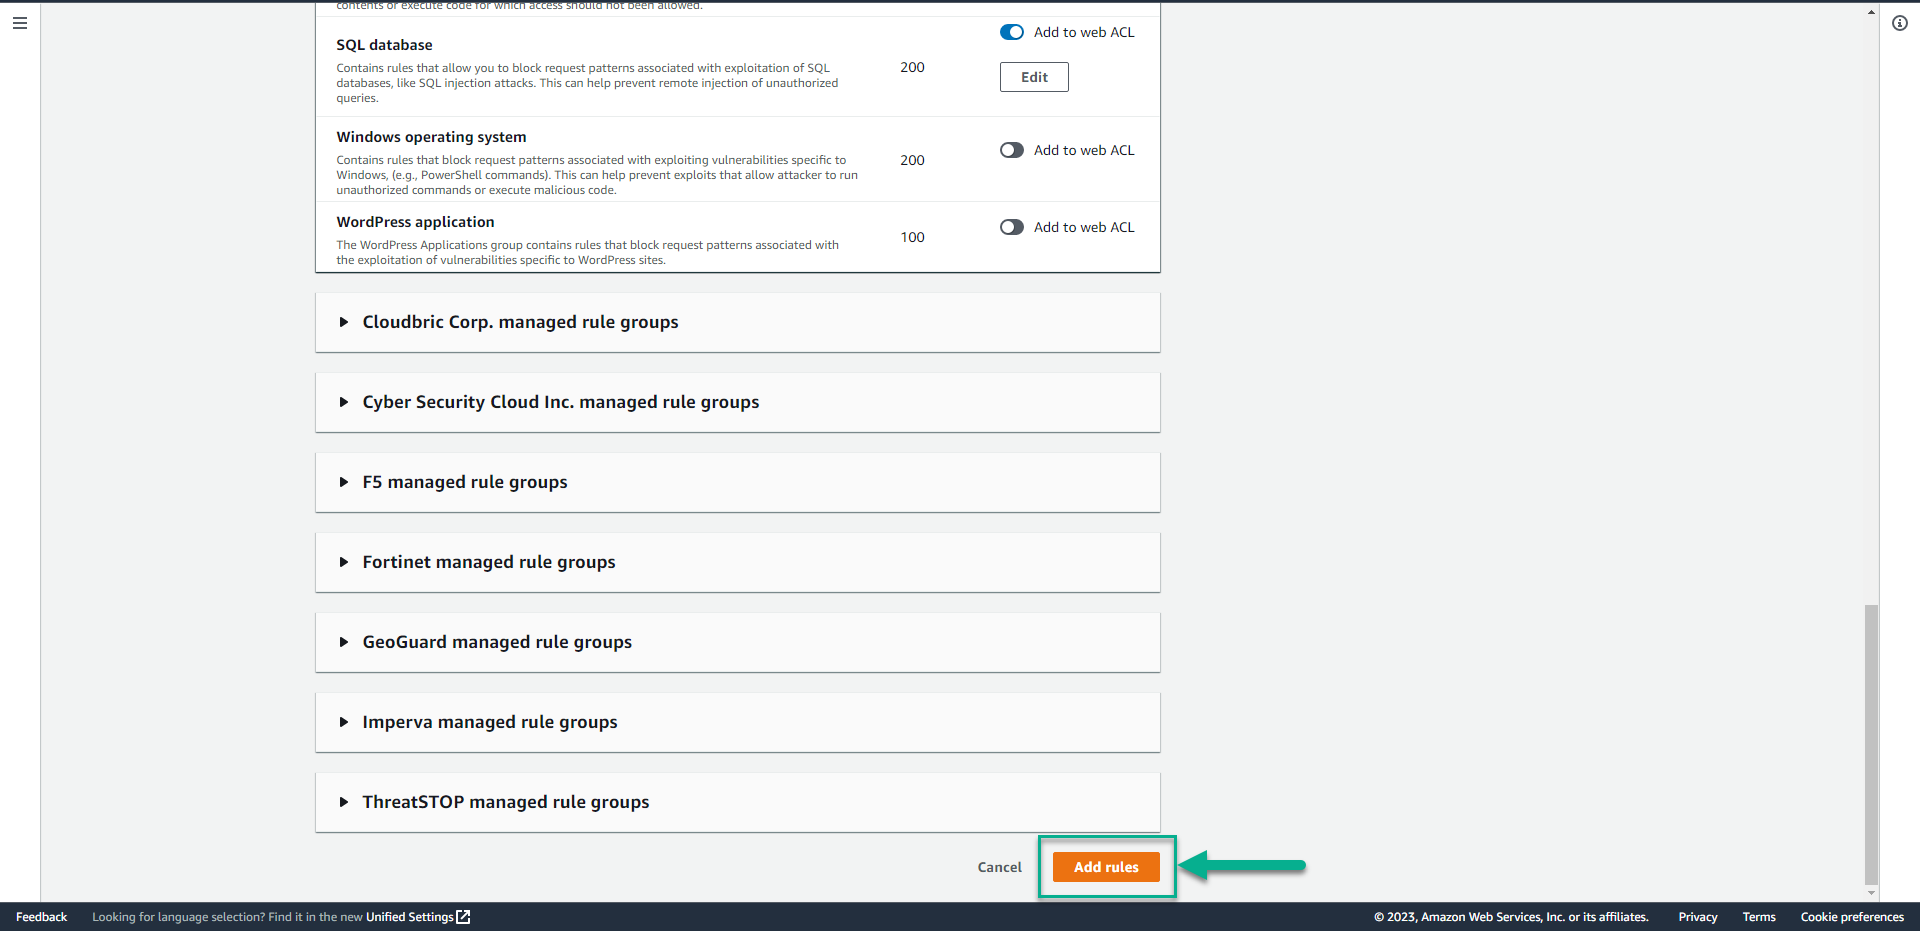 contents or execute code for which access should not been allowed.
SQL database
Contains rules that allow you to block request patterns associated with exploitation of SQL
databases, like SQL injection attacks. This can help prevent remote injection of unauthorized
queries.
200
Add to web ACL
Edit
Windows operating system
Contains rules that block request patterns associated with exploiting vulnerabilities specific to
Windows, (e.g., PowerShell commands). This can help prevent exploits that allow attacker to run
unauthorized commands or execute malicious code.
200
Add to web ACL
WordPress application
The WordPress Applications group contains rules that block request patterns associated with
the exploitation of vulnerabilities specific to WordPress sites.
100
Add to web ACL
Cloudbric Corp. managed rule groups
Cyber Security Cloud Inc. managed rule groups
F5 managed rule groups
Fortinet managed rule groups
GeoGuard managed rule groups
Imperva managed rule groups
ThreatSTOP managed rule groups
Cancel
Add rules
Feedback
Looking for language selection? Find it in the new Unified Settings
© 2023, Amazon Web Services, Inc. or its affiliates.
Privacy
Terms
Cookie preferences